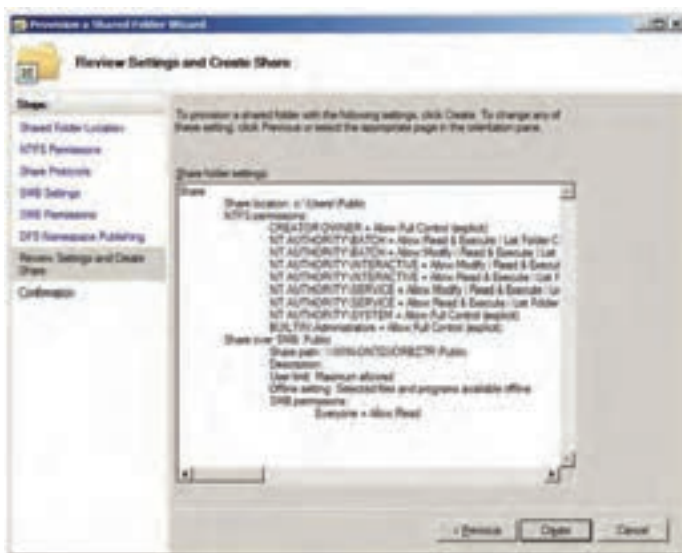 Provision a Shared Folder Wizard
Review Settings and Create Share
Steps:
Shared Folder Location
NTFS Permissions
Share Protocols
SMB Settings
SMB Permissions
DFS Namespace Publishing
Review Settings and Create
Share
Confirmation
To provision a shared folder with the following settings, click Create. To change any of
these setting, click Previous or select the appropriate page in the orientation pane.
Share folder settings:
Share
Share location: c:\Users\Public
NTFS permissions:
CREATOR OWNER = Allow Full Control (explicit)
NT AUTHORITY\BATCH = Allow Read & Execute | List Folder C
NT AUTHORITY\BATCH = Allow Modify | Read & Execute | List
NT AUTHORITY\INTERACTIVE = Allow Modify | Read & Execut
NT AUTHORITY\INTERACTIVE = Allow Read & Execute | List F
NT AUTHORITY\SERVICE = Allow Modify | Read & Execute |
NT AUTHORITY\SERVICE = Allow Read & Execute | List Folder
NT AUTHORITY\SYSTEM = Allow Full Control (explicit)
BUILTIN\Administrators = Allow Full Control (explicit)
Share over SMB: Public
Share path: Public
Description:
User limit: Maximum allowed
Offline setting: Selected files and programs available offline
SMB permissions:
Everyone = Allow Read
< Previous
Create
Cancel